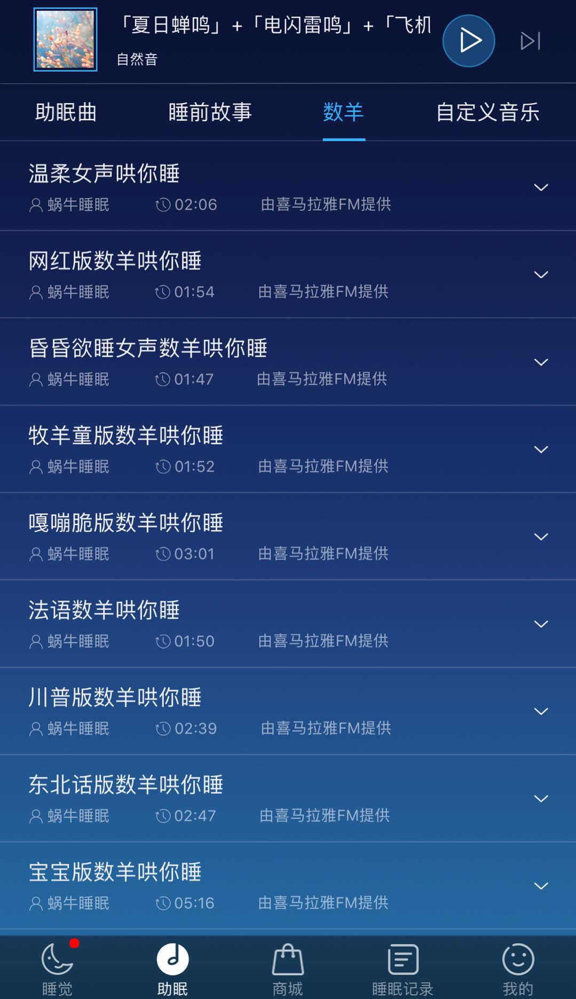 「夏日蝉鸣」+「电闪雷鸣」+「飞机
自然音
助眠曲 睡前故事 数羊 自定义音乐
温柔女声哄你睡
蜗牛睡眠 02:06 由喜马拉雅FM提供
网红版数羊哄你睡
蜗牛睡眠 01:54 由喜马拉雅FM提供
昏昏欲睡女声数羊哄你睡
蜗牛睡眠 01:47 由喜马拉雅FM提供
牧羊童版数羊哄你睡
蜗牛睡眠 01:52 由喜马拉雅FM提供
嘎嘣脆版数羊哄你睡
蜗牛睡眠 03:01 由喜马拉雅FM提供
法语数羊哄你睡
蜗牛睡眠 01:50 由喜马拉雅FM提供
川普版数羊哄你睡
蜗牛睡眠 02:39 由喜马拉雅FM提供
东北话版数羊哄你睡
蜗牛睡眠 02:47 由喜马拉雅FM提供
宝宝版数羊哄你睡
蜗牛睡眠 05:16 由喜马拉雅FM提供
睡觉 助眠 商城 睡眠记录 我的